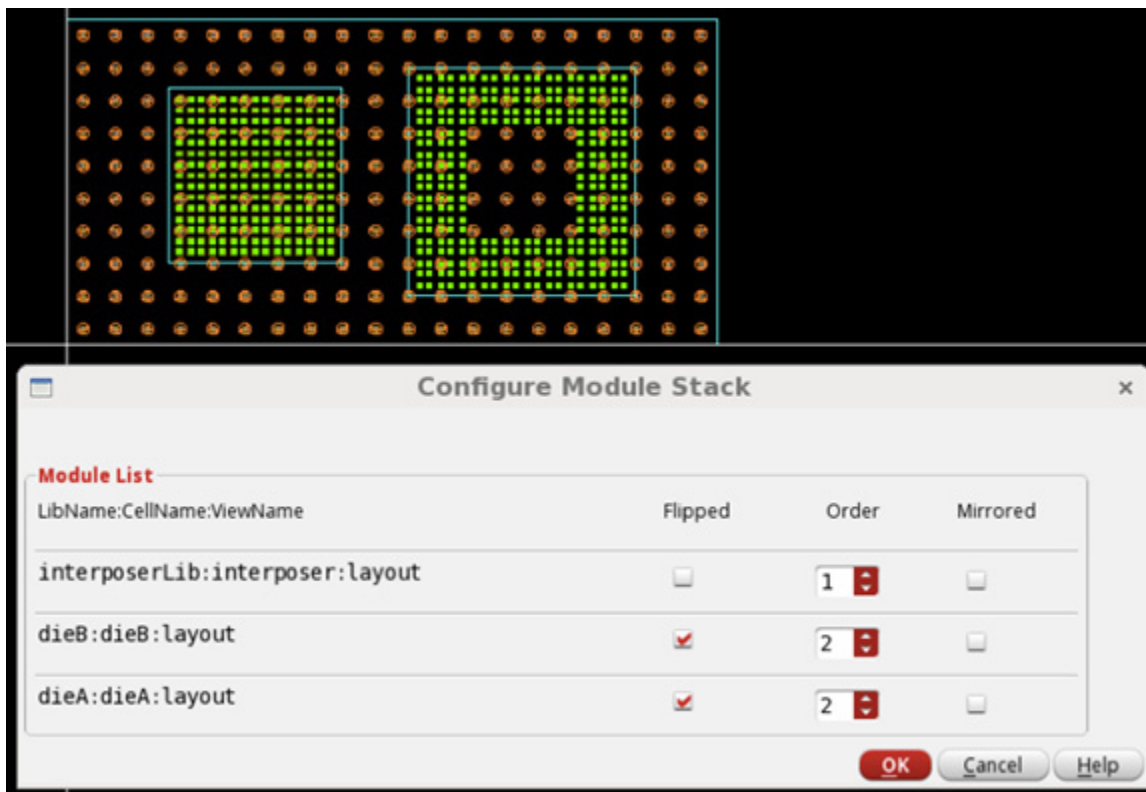 Configure Module Stack
×
Module List
LibName:CellName:ViewName Flipped Order Mirrored
interposerLib:interposer:layout 1
dieB:dieB:layout 2
dieA:dieA:layout 2
OK Cancel Help